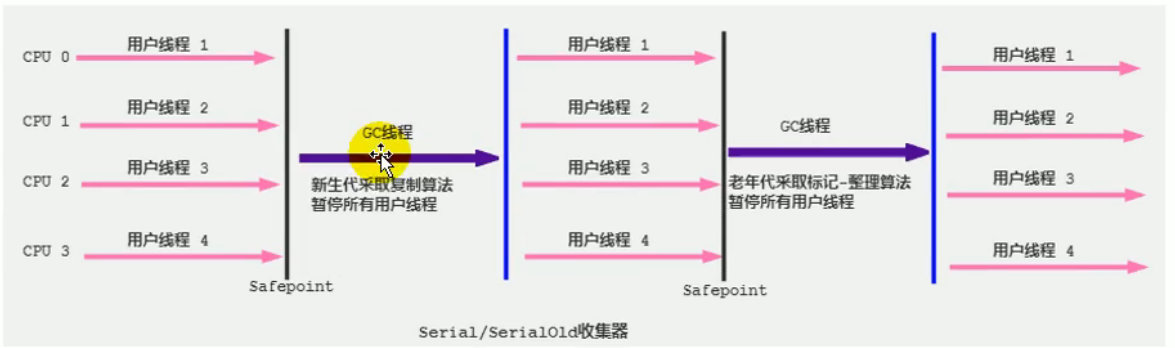 CPU 0
用户线程 1
用户线程 1
用户线程 1
CPU 1
用户线程 2
用户线程 2
用户线程 2
GC线程
GC线程
CPU 2
用户线程 3
用户线程 3
用户线程 3
新生代采取复制算法
暂停所有用户线程
老年代采取标记-整理算法
暂停所有用户线程
CPU 3
用户线程 4
用户线程 4
用户线程 4
Safepoint
Safepoint
Serial/SerialOld收集器